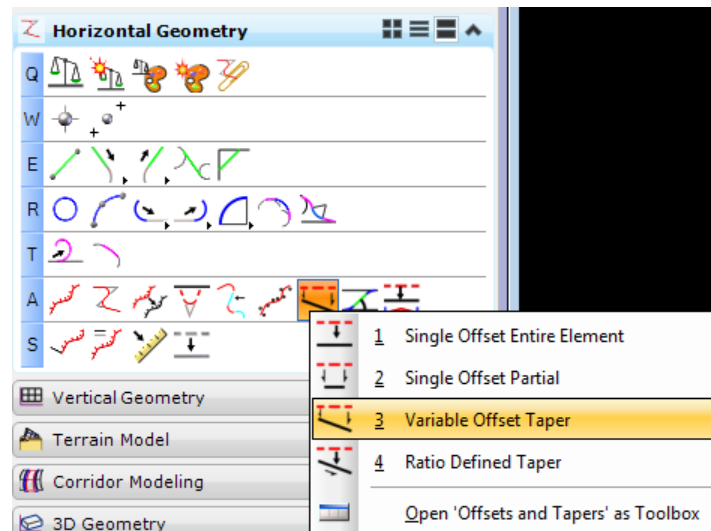 Horizontal Geometry
Q
W
E
R
T
A
S
1 Single Offset Entire Element
2 Single Offset Partial
3 Variable Offset Taper
4 Ratio Defined Taper
Open 'Offsets and Tapers' as Toolbox
Vertical Geometry
Terrain Model
Corridor Modeling
3D Geometry